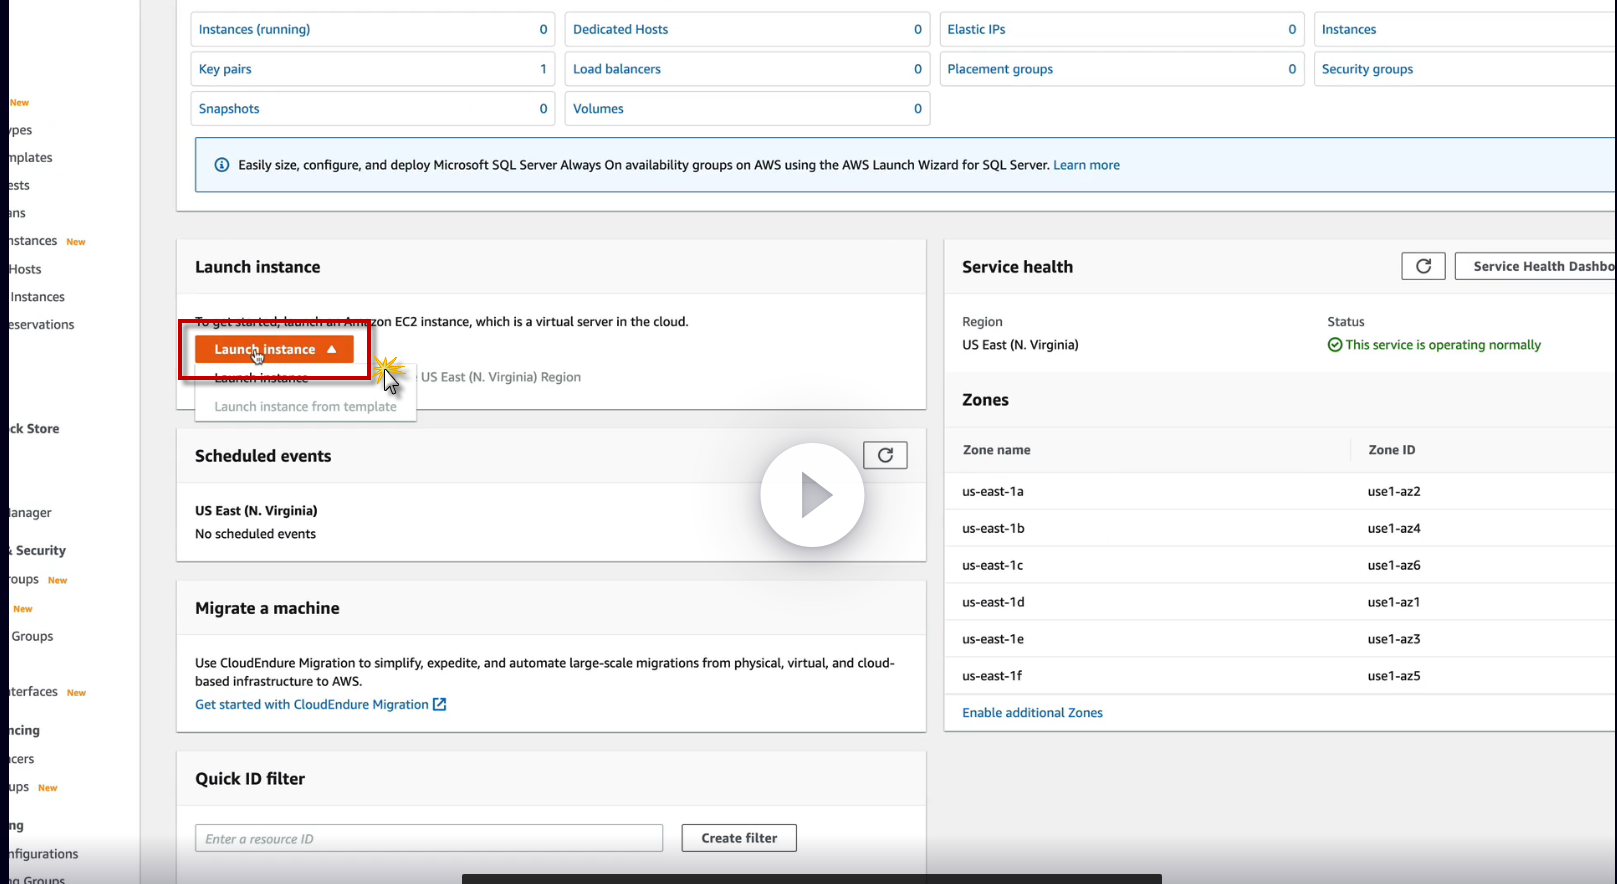 Instances (running) 0
Dedicated Hosts 0
Elastic IPs 0
Instances
Key pairs 1
Load balancers 0
Placement groups 0
Security groups
Snapshots 0
Volumes 0
Easily size, configure, and deploy Microsoft SQL Server Always On availability groups on AWS using the AWS Launch Wizard for SQL Server. Learn more
New
ypes
mplates
ests
ans
nstances New
Hosts
Instances
eservations
ck Store
Manager
& Security
roups New
New
Groups
nterfaces New
ncing
ncers
ups New
ng
nfigurations
ng Groups
Launch instance
To get started, launch an Amazon EC2 instance, which is a virtual server in the cloud.
Launch instance
Launch instance
US East (N. Virginia) Region
Launch instance from template
Scheduled events
US East (N. Virginia)
No scheduled events
Migrate a machine
Use CloudEndure Migration to simplify, expedite, and automate large-scale migrations from physical, virtual, and cloud-
based infrastructure to AWS.
Get started with CloudEndure Migration
Quick ID filter
Enter a resource ID
Create filter
Service health
Service Health Dashbo
Region
Status
US East (N. Virginia)
This service is operating normally
Zones
Zone name Zone ID
us-east-1a use1-az2
us-east-1b use1-az4
us-east-1c use1-az6
us-east-1d use1-az1
us-east-1e use1-az3
us-east-1f use1-az5
Enable additional Zones